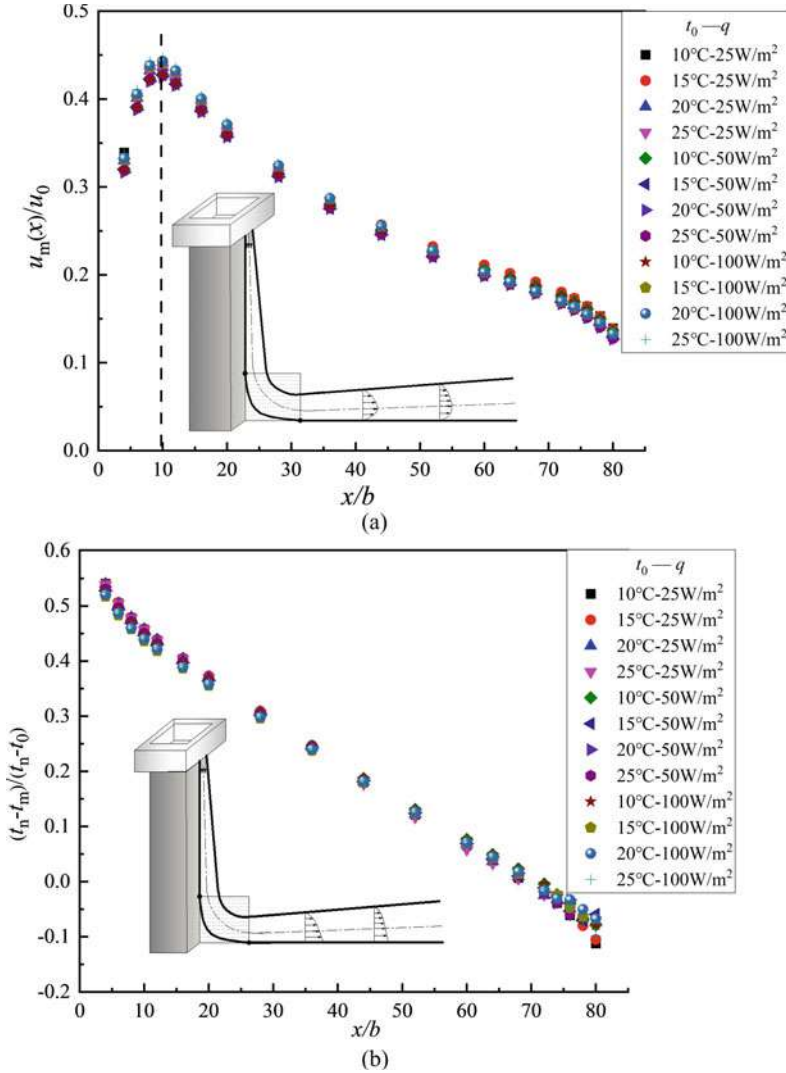 0.5
0.4
0.3
0.2
0.1
0.0
u_m(x)/u_0
0 10 20 30 40 50 60 70 80
x/b
t_0 — q
10°C-25W/m²
15°C-25W/m²
20°C-25W/m²
25°C-25W/m²
10°C-50W/m²
15°C-50W/m²
20°C-50W/m²
25°C-50W/m²
10°C-100W/m²
15°C-100W/m²
20°C-100W/m²
25°C-100W/m²
(a)
0.6
0.5
0.4
0.3
0.2
0.1
0.0
-0.1
-0.2
(t_n-t_m)/(t_n-t_0)
0 10 20 30 40 50 60 70 80
x/b
t_0 — q
10°C-25W/m²
15°C-25W/m²
20°C-25W/m²
25°C-25W/m²
10°C-50W/m²
15°C-50W/m²
20°C-50W/m²
25°C-50W/m²
10°C-100W/m²
15°C-100W/m²
20°C-100W/m²
25°C-100W/m²
(b)